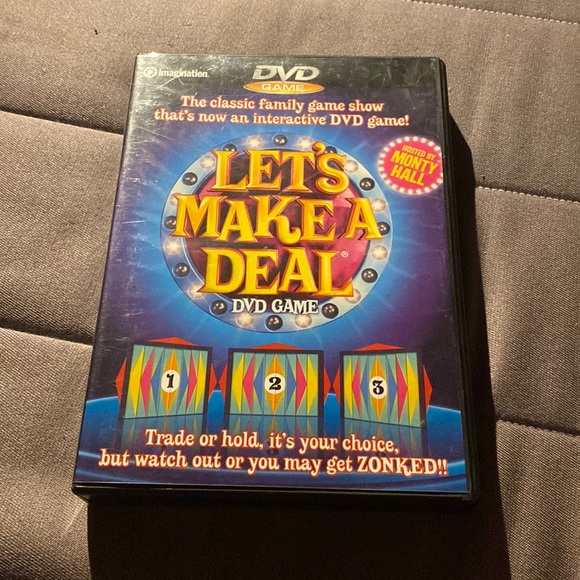 imagination.
DVD
GAME
The classic family game show
that's now an interactive DVD game!
HOSTED BY
MONTY
HALL
LET'S
MAKE A
DEAL®
DVD GAME
1
2
3
Trade or hold, it's your choice,
but watch out or you may get ZONKED!!